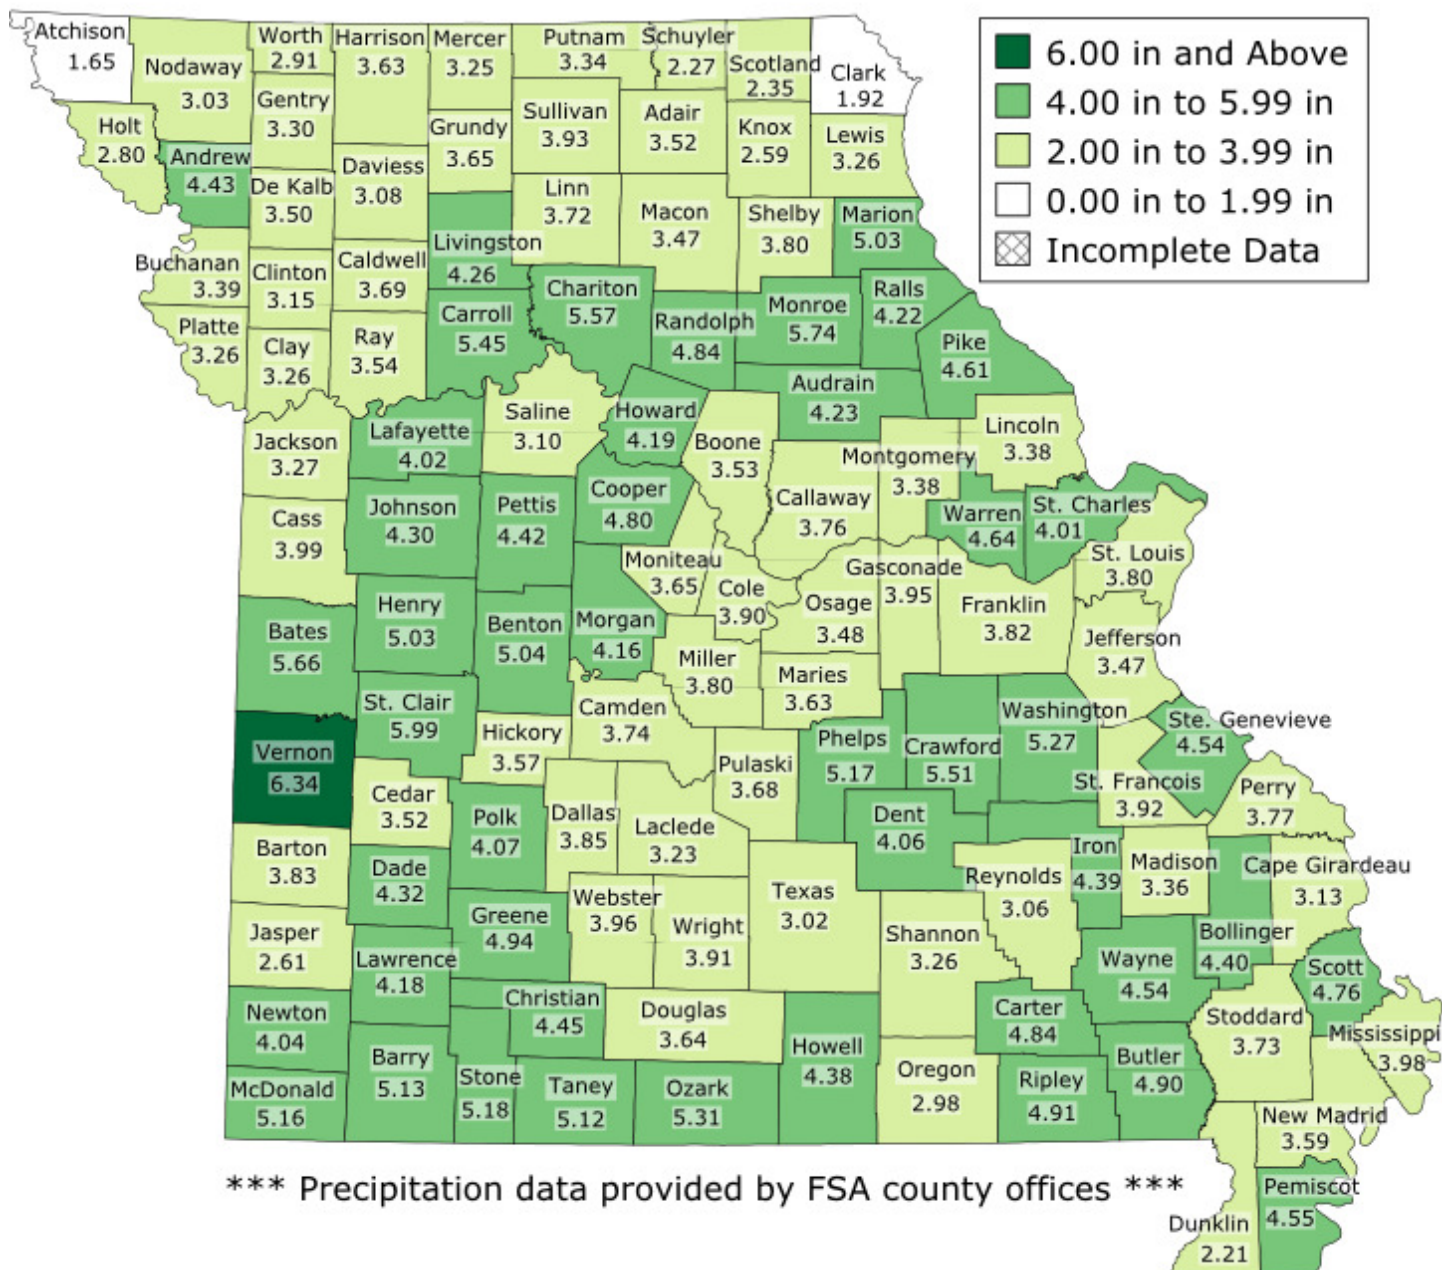 Atchison
1.65
Nodaway
3.03
Worth
2.91
Harrison
3.63
Mercer
3.25
Putnam
3.34
Schuyler
2.27
Scotland
2.35
Clark
1.92
6.00 in and Above
4.00 in to 5.99 in
2.00 in to 3.99 in
0.00 in to 1.99 in
Incomplete Data
Holt
2.80
Andrew
4.43
Gentry
3.30
De Kalb
3.50
Daviess
3.08
Grundy
3.65
Sullivan
3.93
Adair
3.52
Knox
2.59
Lewis
3.26
Linn
3.72
Macon
3.47
Shelby
3.80
Marion
5.03
Livingston
4.26
Buchanan
3.39
Clinton
3.15
Caldwell
3.69
Carroll
5.45
Chariton
5.57
Randolph
4.84
Monroe
5.74
Ralls
4.22
Pike
4.61
Platte
3.26
Clay
3.26
Ray
3.54
Audrain
4.23
Jackson
3.27
Lafayette
4.02
Saline
3.10
Howard
4.19
Boone
3.53
Callaway
3.76
Montgomery
3.38
Lincoln
3.38
Warren
4.64
St. Charles
4.01
St. Louis
3.80
Cass
3.99
Johnson
4.30
Pettis
4.42
Cooper
4.80
Moniteau
3.65
Cole
3.90
Osage
3.48
Gasconade
3.95
Franklin
3.82
Jefferson
3.47
Bates
5.66
Henry
5.03
Benton
5.04
Morgan
4.16
Miller
3.80
Maries
3.63
Vernon
6.34
St. Clair
5.99
Hickory
3.57
Camden
3.74
Pulaski
3.68
Phelps
5.17
Crawford
5.51
Washington
5.27
Ste. Genevieve
4.54
St. Francois
3.92
Perry
3.77
Cedar
3.52
Polk
4.07
Dallas
3.85
Laclede
3.23
Dent
4.06
Iron
4.39
Madison
3.36
Cape Girardeau
3.13
Barton
3.83
Dade
4.32
Greene
4.94
Webster
3.96
Wright
3.91
Texas
3.02
Reynolds
3.06
Shannon
3.26
Bollinger
4.40
Wayne
4.54
Scott
4.76
Jasper
2.61
Lawrence
4.18
Christian
4.45
Douglas
3.64
Howell
4.38
Carter
4.84
Stoddard
3.73
Mississippi
3.98
Newton
4.04
Barry
5.13
Stone
5.18
Taney
5.12
Ozark
5.31
Oregon
2.98
Ripley
4.91
Butler
4.90
McDonald
5.16
New Madrid
3.59
Pemiscot
4.55
Dunklin
2.21
*** Precipitation data provided by FSA county offices ***